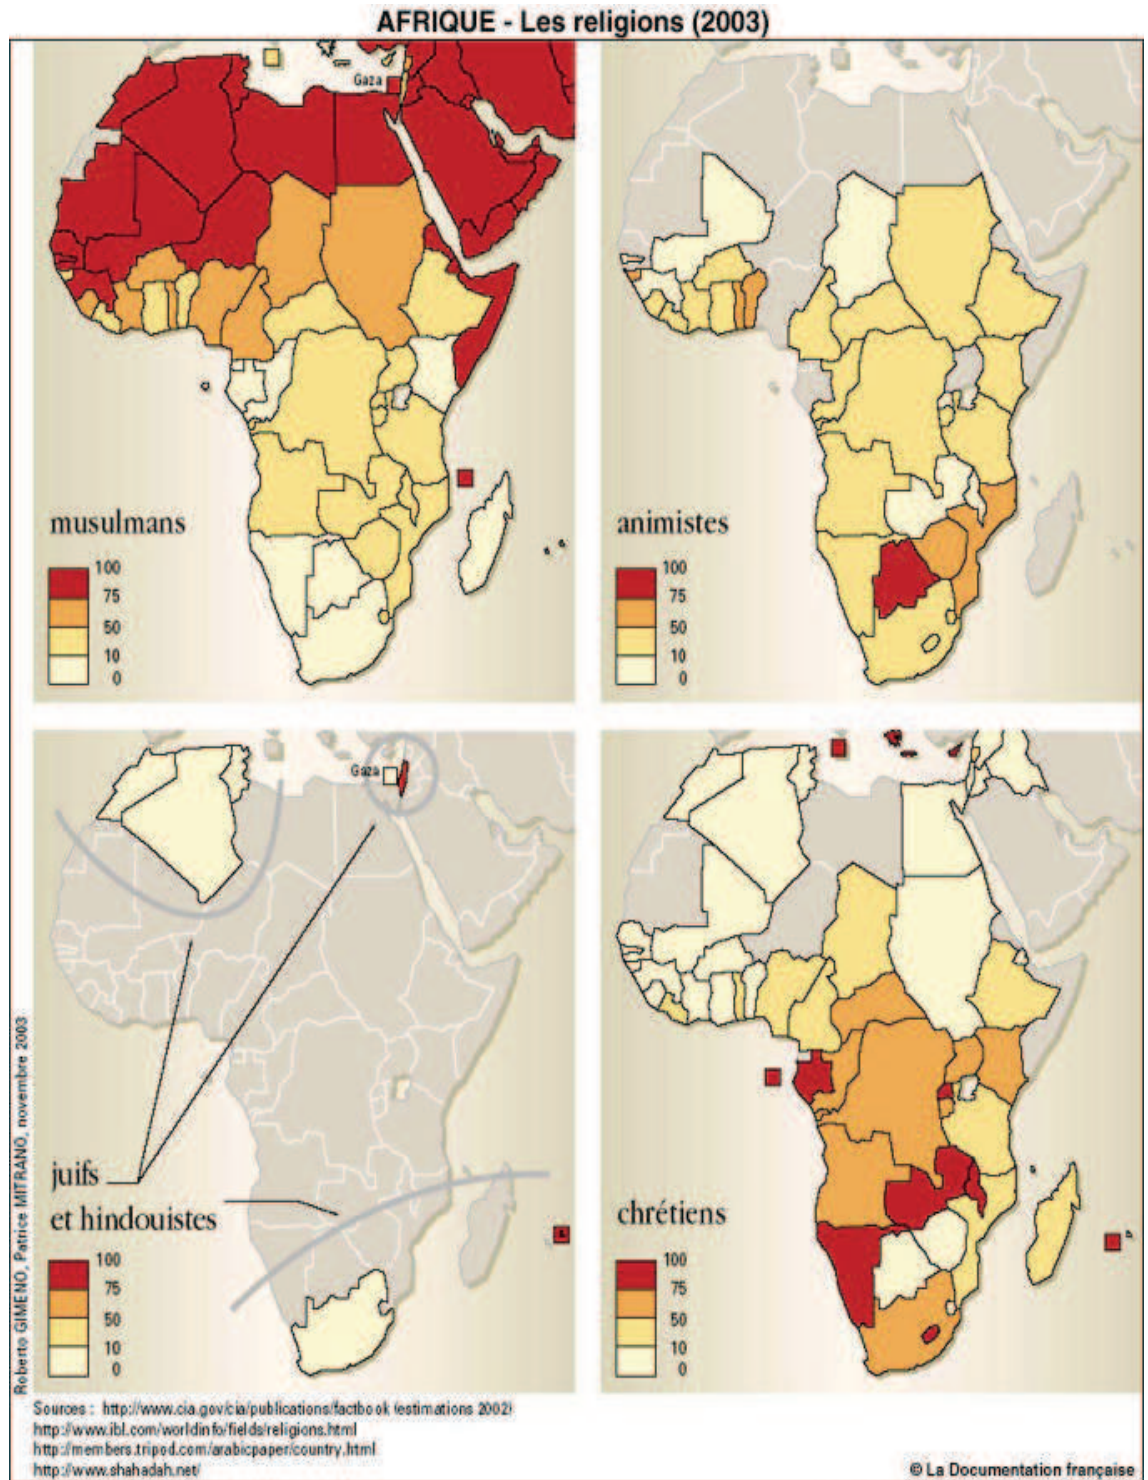 AFRIQUE - Les religions (2003)
Gaza
musulmans
100
75
50
10
0
animistes
100
75
50
10
0
Gaza
juifs
et hindouistes
100
75
50
10
0
chrétiens
100
75
50
10
0
Roberto GIMENO, Patrice MITRANO, novembre 2003
Sources : http://www.cia.gov/cia/publications/factbook (estimations 2002)
http://www.ibl.com/worldinfo/fields/religions.html
http://members.tripod.com/arabicpaper/country.html
http://www.shahadah.net/
© La Documentation française